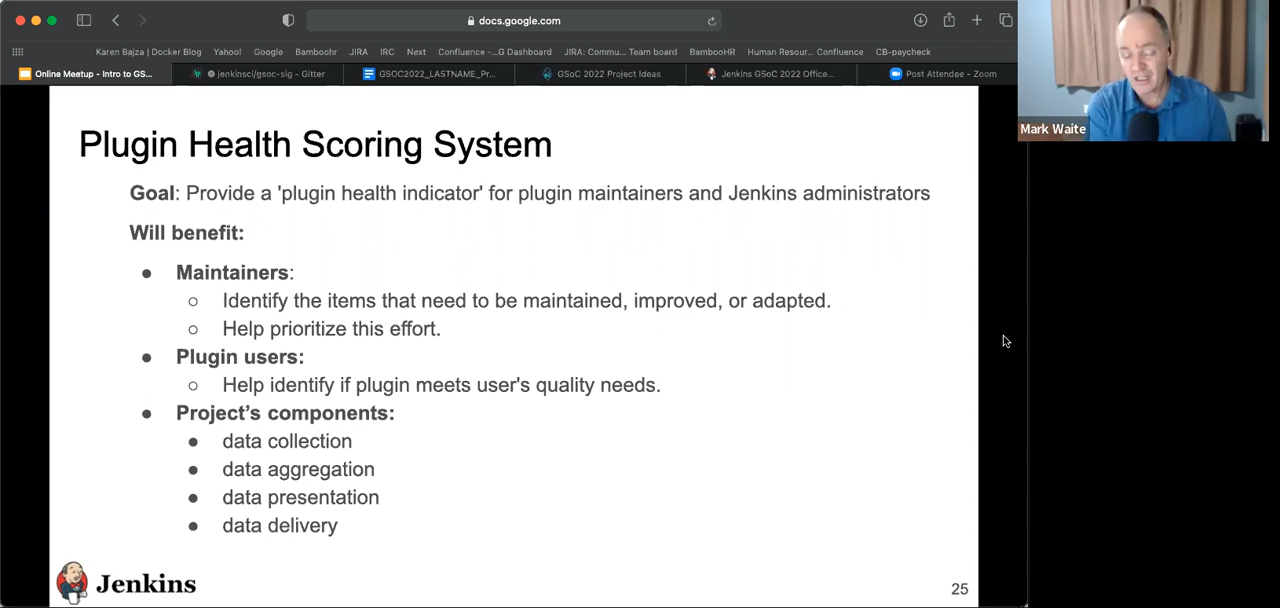 docs.google.com
Karen Bajza | Docker Blog Yahoo! Google Bamboohr JIRA IRC Next Confluence -...G Dashboard JIRA: Commu... Team board BambooHR Human Resour... Confluence CB-paycheck
Online Meetup - Intro to GS... jenkinsci/gsoc-sig - Gitter GSOC2022_LASTNAME_Pr... GSoC 2022 Project Ideas Jenkins GSoC 2022 Office... Post Attendee - Zoom
Mark Waite
Plugin Health Scoring System
Goal: Provide a 'plugin health indicator' for plugin maintainers and Jenkins administrators
Will benefit:
● Maintainers:
○ Identify the items that need to be maintained, improved, or adapted.
○ Help prioritize this effort.
● Plugin users:
○ Help identify if plugin meets user's quality needs.
● Project's components:
● data collection
● data aggregation
● data presentation
● data delivery
Jenkins
25